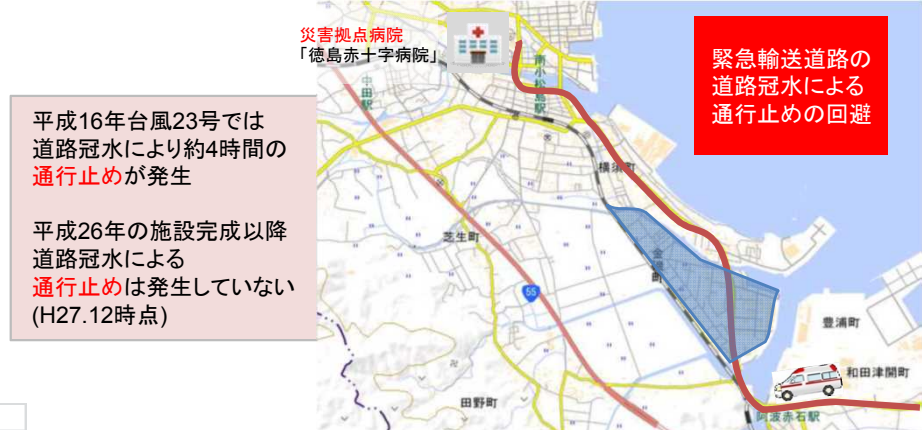 災害拠点病院
「徳島赤十字病院」
緊急輸送道路の
道路冠水による
通行止めの回避
平成16年台風23号では
道路冠水により約4時間の
通行止めが発生
平成26年の施設完成以降
道路冠水による
通行止めは発生していない
(H27.12時点)
中田駅
南小松島駅
横須町
芝生町
金磯町
55
豊浦町
和田津開町
田野町
阿波赤石駅